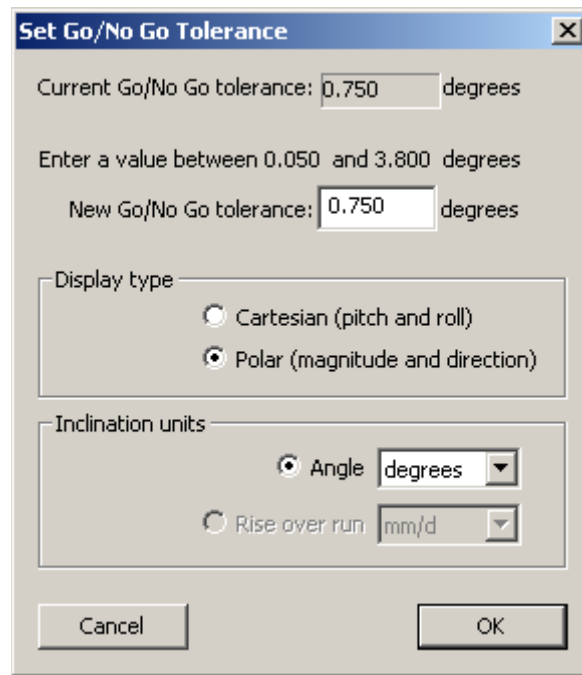 Set Go/No Go Tolerance
Current Go/No Go tolerance: 0.750 degrees
Enter a value between 0.050 and 3.800 degrees
New Go/No Go tolerance: 0.750 degrees
Display type
Cartesian (pitch and roll)
Polar (magnitude and direction)
Inclination units
Angle degrees
Rise over run mm/d
Cancel OK